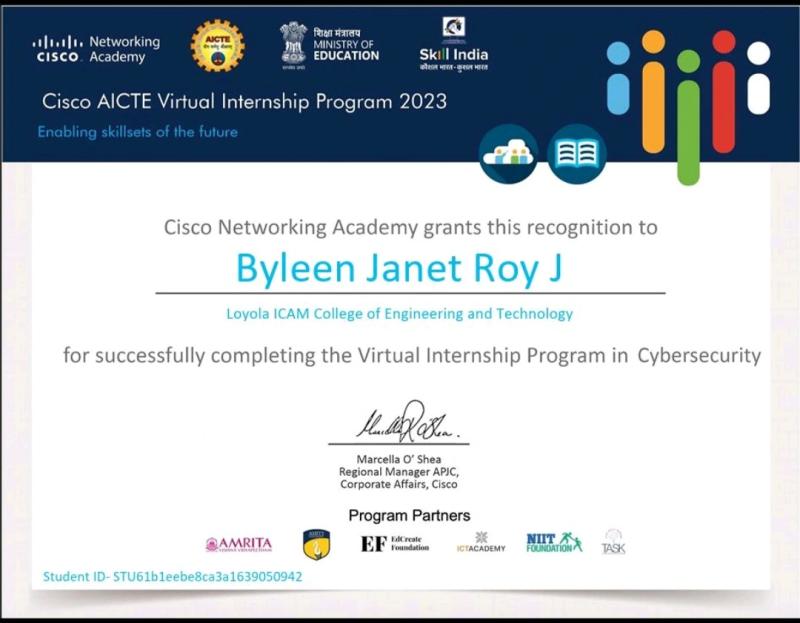 Networking
CISCO Academy
AICTE
शिक्षा मंत्रालय
MINISTRY OF
EDUCATION
Skill India
कौशल भारत-कुशल भारत
Cisco AICTE Virtual Internship Program 2023
Enabling skillsets of the future
Cisco Networking Academy grants this recognition to
Byleen Janet Roy J
Loyola ICAM College of Engineering and Technology
for successfully completing the Virtual Internship Program in Cybersecurity
Marcella O' Shea
Regional Manager APJC,
Corporate Affairs, Cisco
Program Partners
AMRITA
VISHWA VIDYAPEETHAM
EF EdCreate
Foundation
ICTACADEMY
NIIT
FOUNDATION
TASK
Student ID- STU61b1eebe8ca3a1639050942